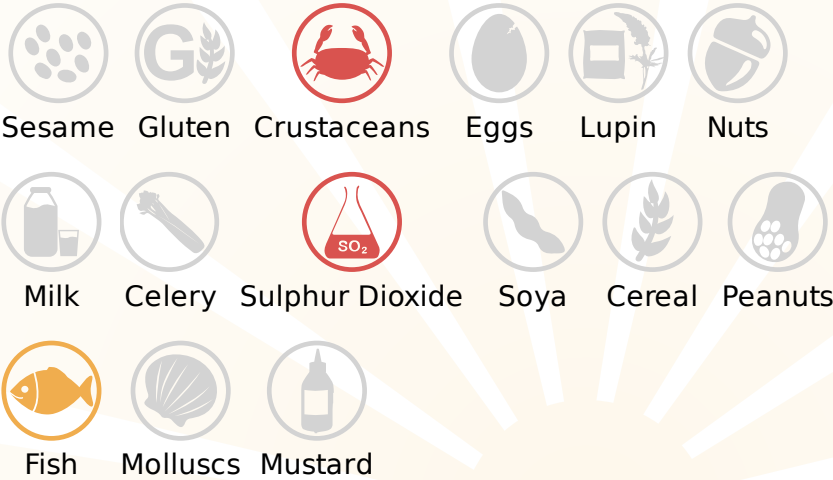 G
Sesame Gluten Crustaceans Eggs Lupin Nuts
SO₂
Milk Celery Sulphur Dioxide Soya Cereal Peanuts
Fish Molluscs Mustard